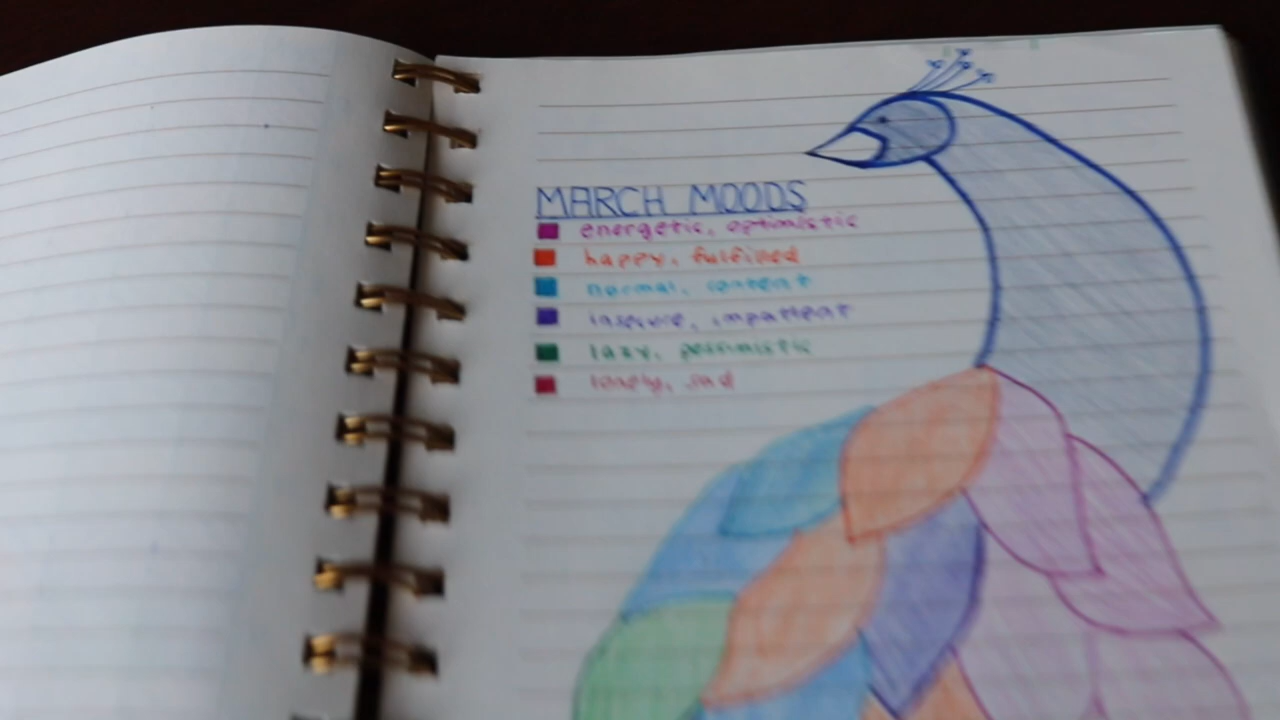 MARCH MOODS
energetic, optimistic
happy, fulfilled
normal, content
insecure, impatient
lazy, pessimistic
lonely, sad